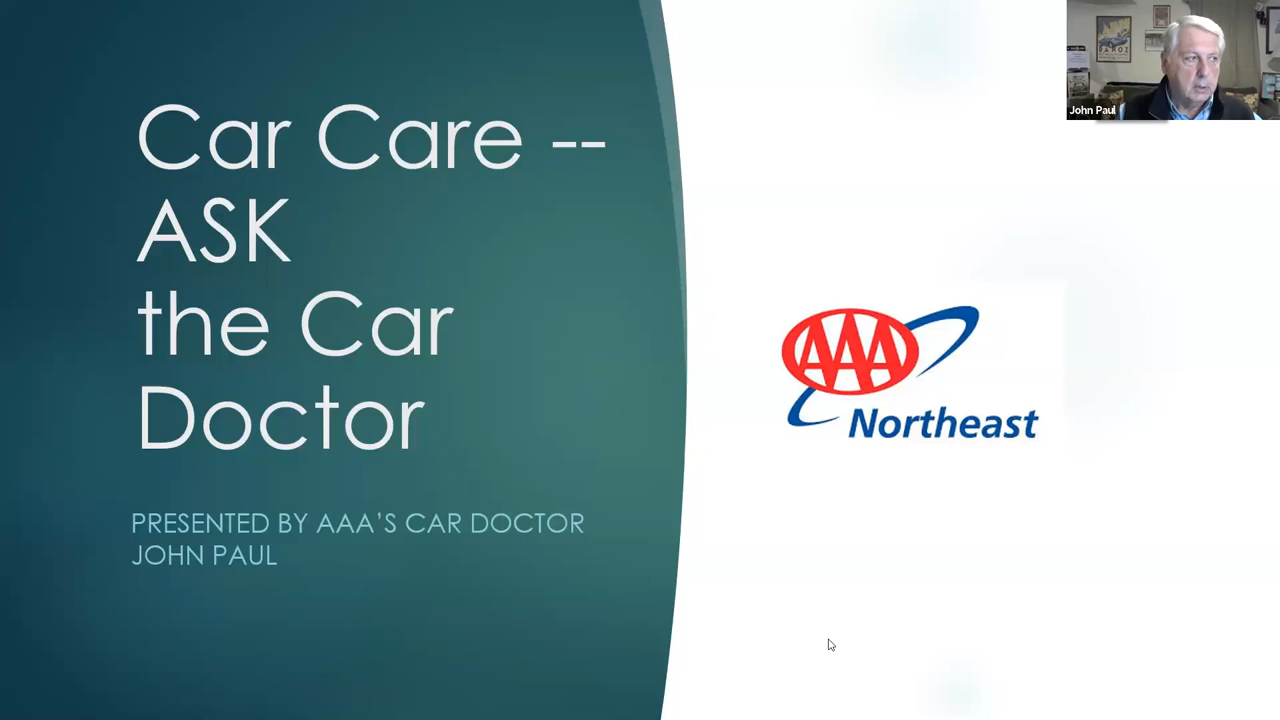 Car Care --
ASK
the Car
Doctor
PRESENTED BY AAA'S CAR DOCTOR
JOHN PAUL
AAA
Northeast
John Paul